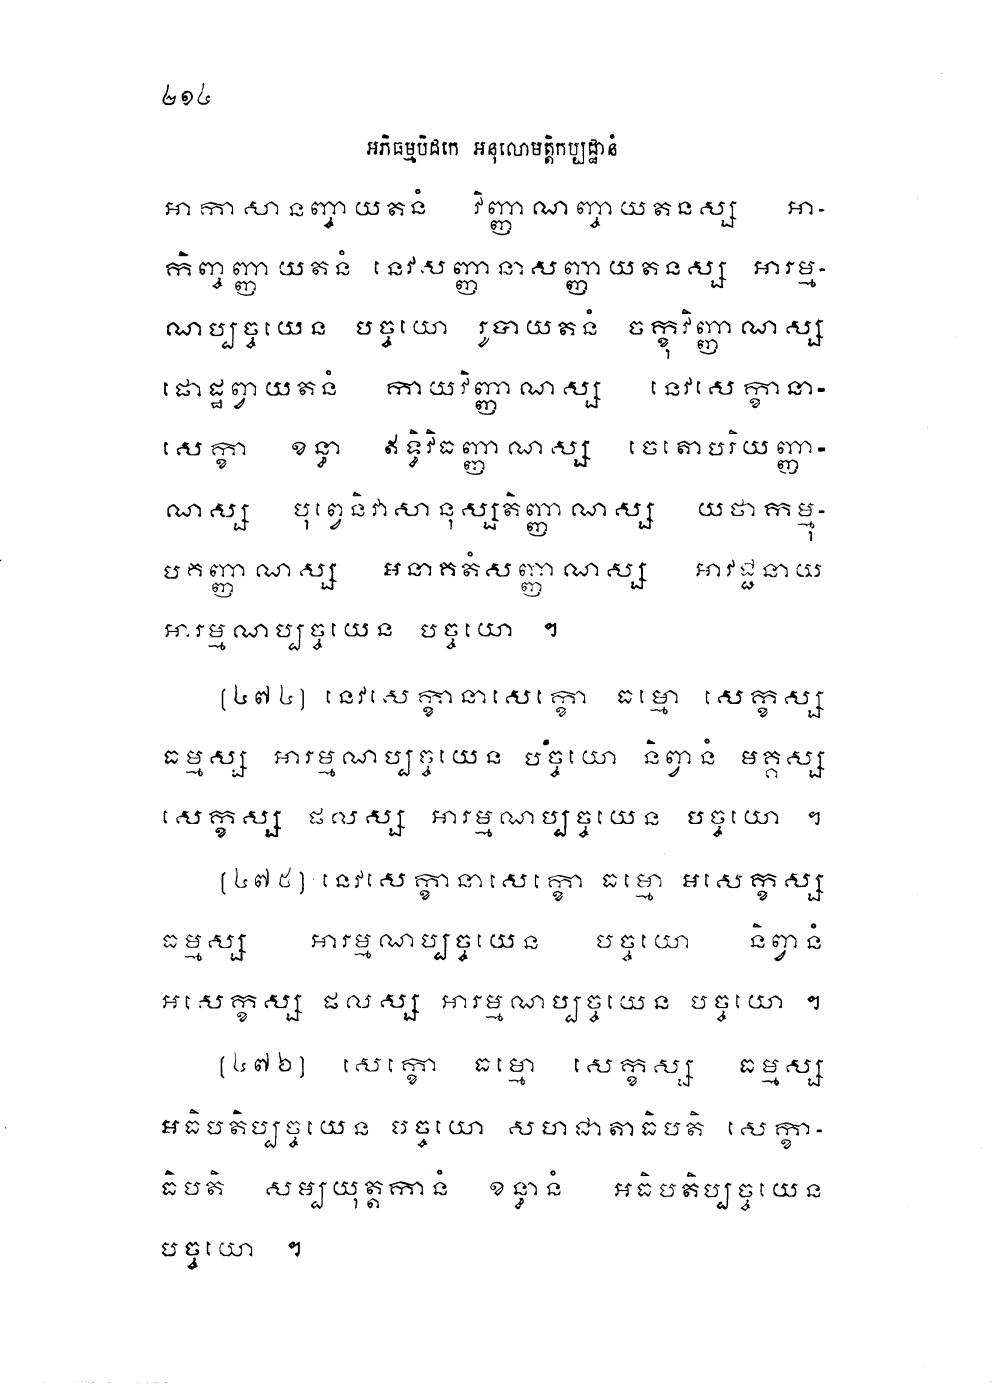 ២១៤
អភិធម្មបិដកេ អនុលោមត្តិកប្បដ្ឋានំ
អាកាសានញ្ចាយតនំ វិញ្ញាណញ្ចាយតនស្ស អា-
កិញ្ចញ្ញាយតនំ នេវសញ្ញានាសញ្ញាយតនស្ស អារម្ម-
ណប្បច្ចយេន បច្ចយោ រូបាយតនំ ចក្ខុវិញ្ញាណស្ស
ផោដ្ឋព្វាយតនំ កាយវិញ្ញាណស្ស នេវសេក្ខានា-
សេក្ខា ខន្ធា ឥទ្ធិវិធញ្ញាណស្ស ចេតោបរិយញ្ញា-
ណស្ស បុព្វេនិវាសានុស្សតិញ្ញាណស្ស យថាកម្មុ-
បគញ្ញាណស្ស អនាគតំសញ្ញាណស្ស អាវជ្ជនាយ
អារម្មណប្បច្ចយេន បច្ចយោ ។
(៤៧៤) នេវសេក្ខានាសេក្ខោ ធម្មោ សេក្ខស្ស
ធម្មស្ស អារម្មណប្បច្ចយេន បច្ចយោ និព្វានំ មគ្គស្ស
សេក្ខស្ស ផលស្ស អារម្មណប្បច្ចយេន បច្ចយោ ។
(៤៧៥) នេវសេក្ខានាសេក្ខោ ធម្មោ អសេក្ខស្ស
ធម្មស្ស អារម្មណប្បច្ចយេន បច្ចយោ និព្វានំ
អសេក្ខស្ស ផលស្ស អារម្មណប្បច្ចយេន បច្ចយោ ។
(៤៧៦) សេក្ខោ ធម្មោ សេក្ខស្ស ធម្មស្ស
អធិបតិប្បច្ចយេន បច្ចយោ សហជាតាធិបតិ សេក្ខា-
ធិបតិ សម្បយុត្តកានំ ខន្ធានំ អធិបតិប្បច្ចយេន
បច្ចយោ ។